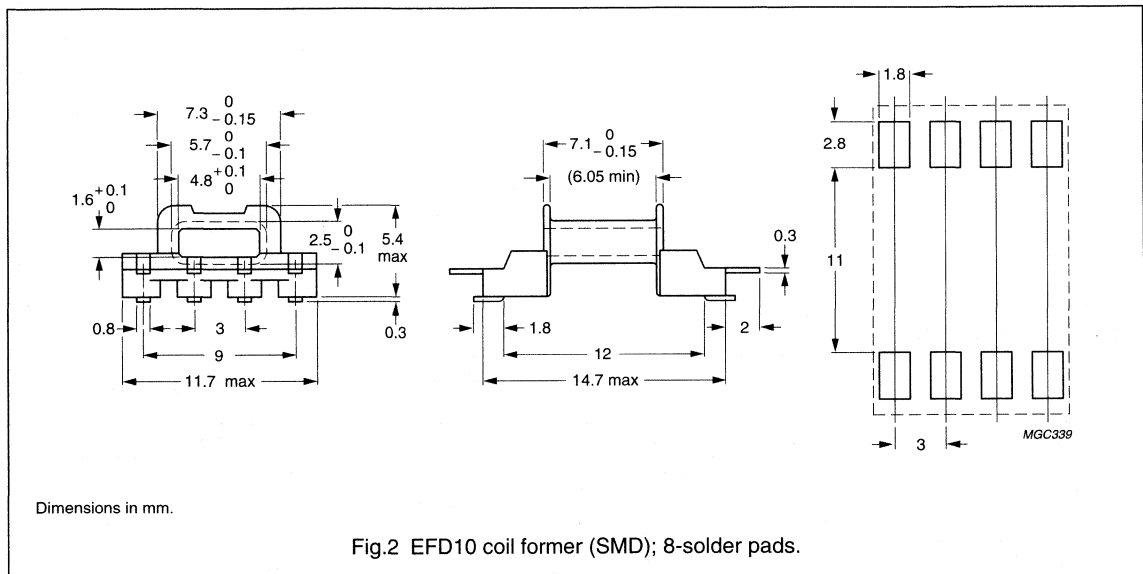 7.3 0 − 0.15
5.7 0 − 0.1
4.8 + 0.1 0
1.6 + 0.1 0
2.5 0 − 0.1
5.4 max
0.8
3
0.3
9
11.7 max
7.1 0 − 0.15
(6.05 min)
0.3
1.8
2
12
14.7 max
1.8
2.8
11
3
MGC339
Dimensions in mm.
Fig.2 EFD10 coil former (SMD); 8-solder pads.